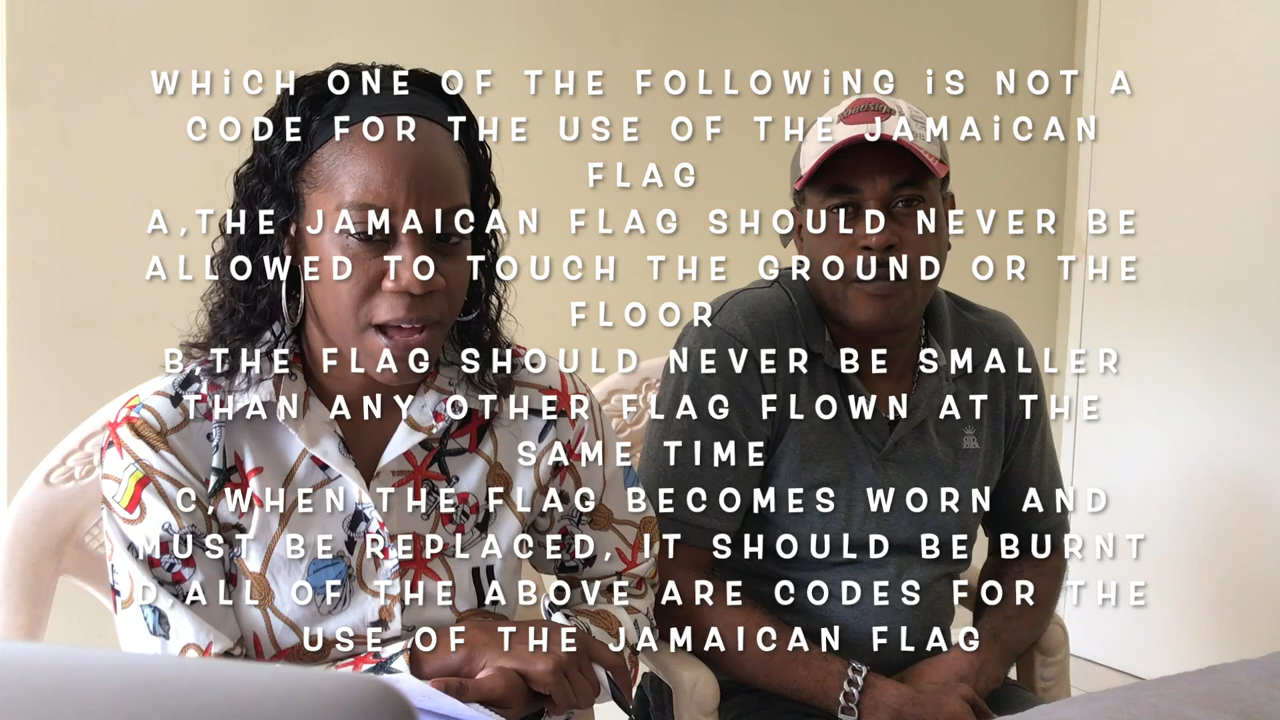 WHiCH ONE OF THE FOLLOWiNG iS NOT A
CODE FOR THE USE OF THE JAMAiCAN
FLAG
A,THE JAMAICAN FLAG SHOULD NEVER BE
ALLOWED TO TOUCH THE GROUND OR THE
FLOOR
B,THE FLAG SHOULD NEVER BE SMALLER
THAN ANY OTHER FLAG FLOWN AT THE
SAME TIME
C,WHEN THE FLAG BECOMES WORN AND
MUST BE REPLACED, IT SHOULD BE BURNT
D,ALL OF THE ABOVE ARE CODES FOR THE
USE OF THE JAMAICAN FLAG